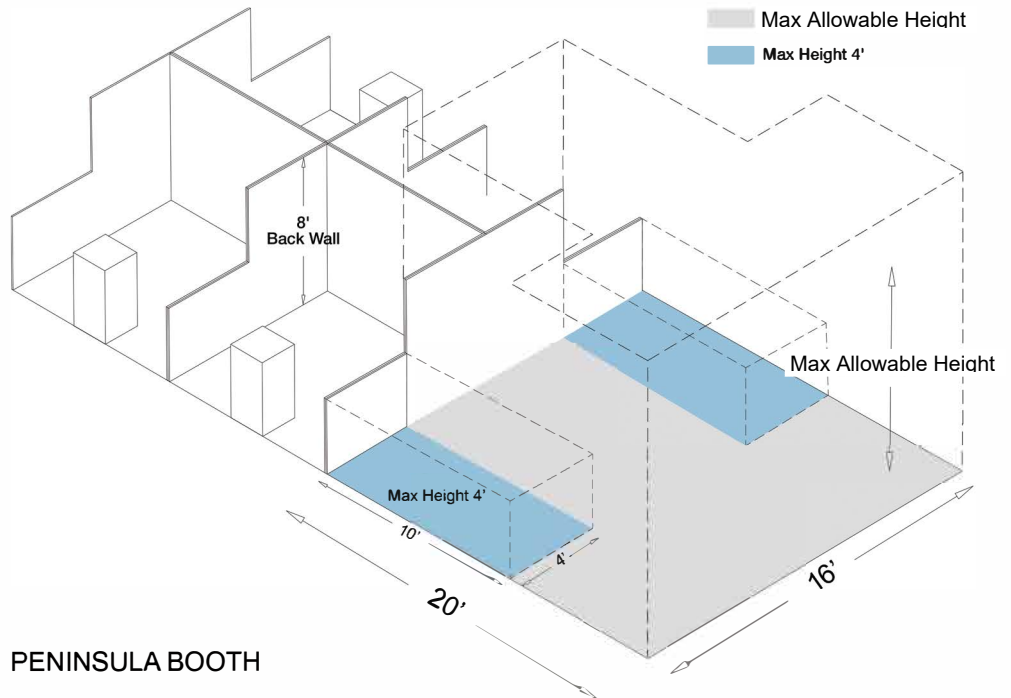 Max Allowable Height
Max Height 4'
8'
Back Wall
Max Allowable Height
Max Height 4'
10'
4'
20'
16'
PENINSULA BOOTH